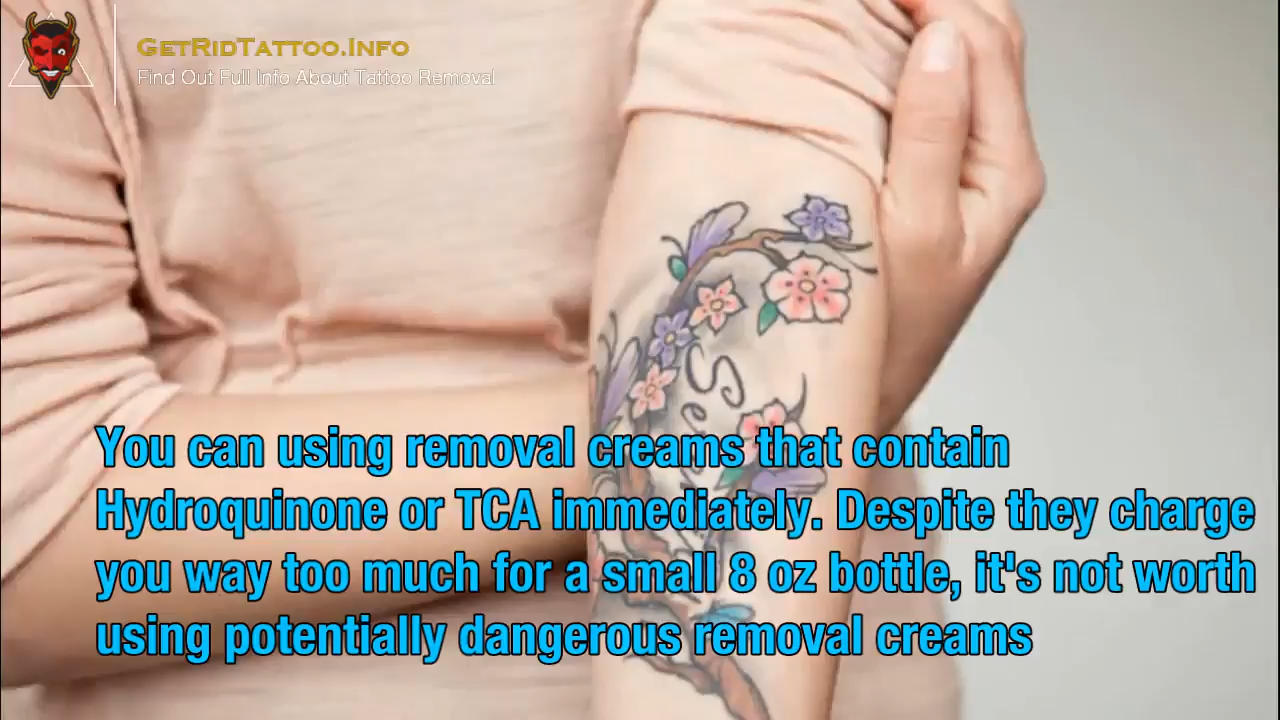 GETRIDTATTOO.INFO
Find Out Full Info About Tattoo Removal
You can using removal creams that contain
Hydroquinone or TCA immediately. Despite they charge
you way too much for a small 8 oz bottle, it's not worth
using potentially dangerous removal creams